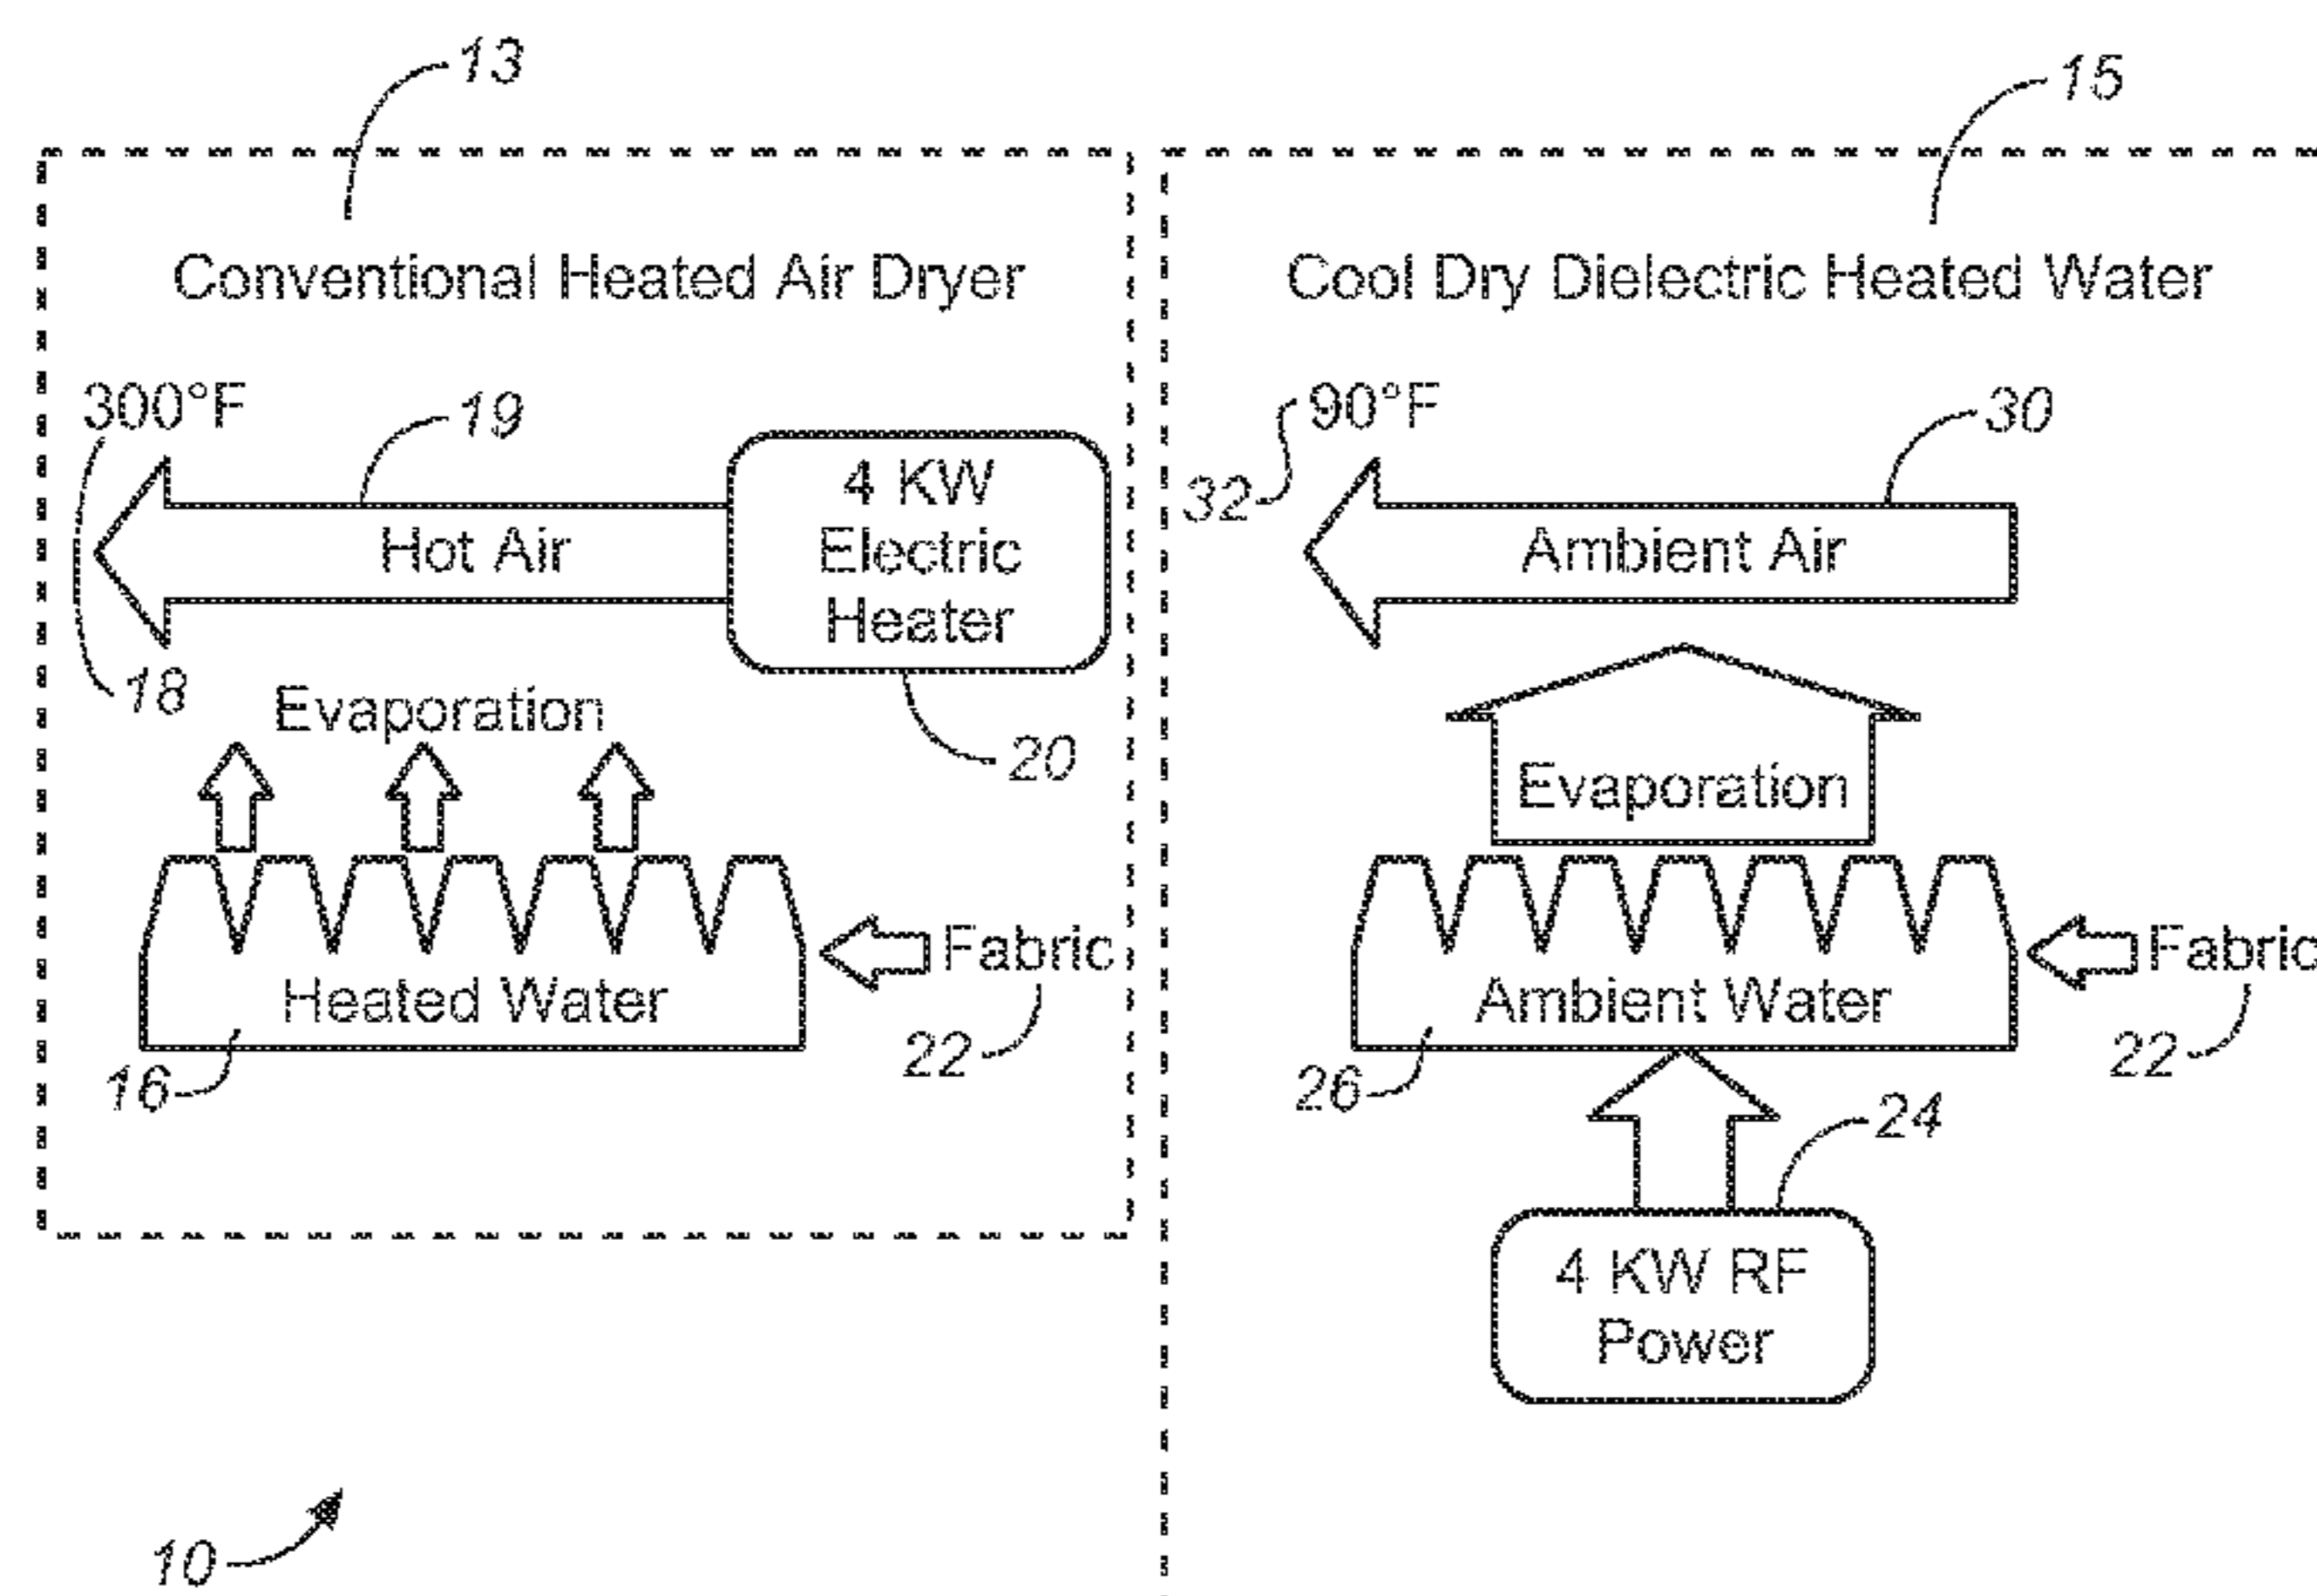 13
Conventional Heated Air Dryer
300°F
19
Hot Air
4 KW
Electric
Heater
18
Evaporation
20
Heated Water
Fabric
22
16
10
15
Cool Dry Dielectric Heated Water
90°F
30
32
Ambient Air
Evaporation
Fabric
Ambient Water
22
26
24
4 KW RF
Power